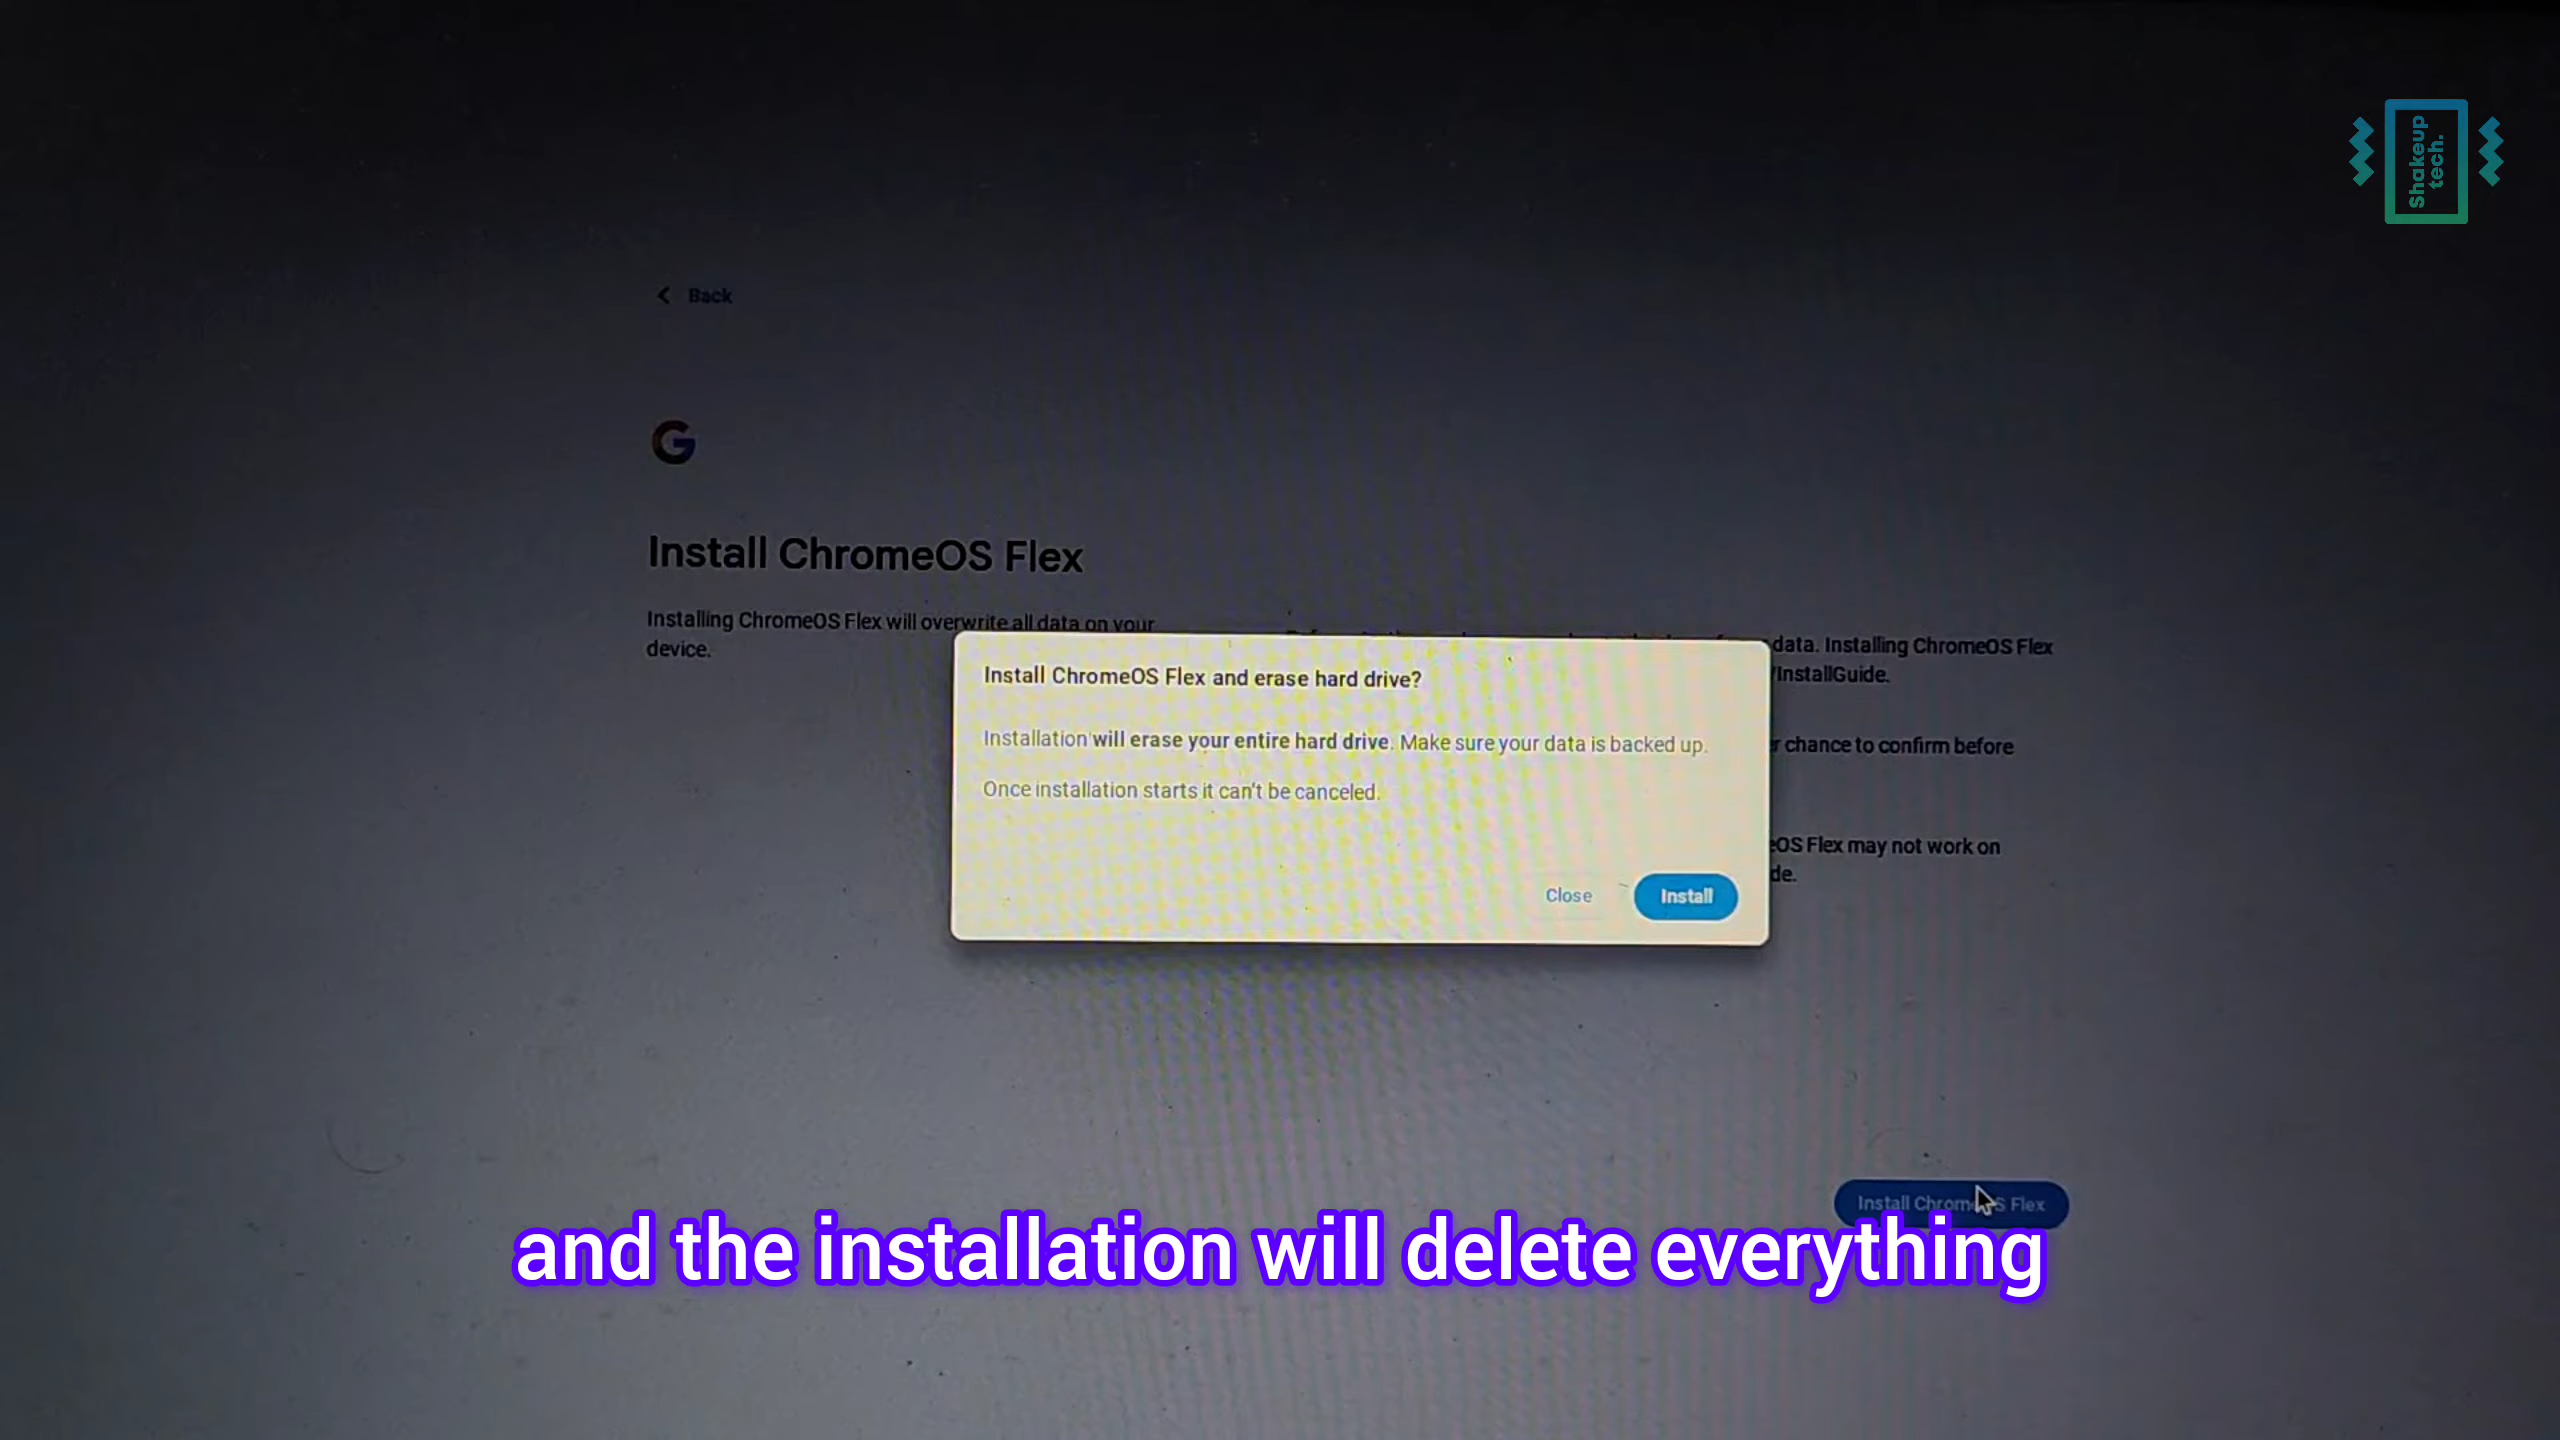 shakeup
tech.
Back
Install ChromeOS Flex
Installing ChromeOS Flex will overwrite all data on your
device.
data. Installing ChromeOS Flex
/InstallGuide.
chance to confirm before
OS Flex may not work on
Install ChromeOS Flex and erase hard drive?
Installation will erase your entire hard drive. Make sure your data is backed up.
Once installation starts it can't be canceled.
Close
Install
Install Chrom S Flex
and the installation will delete everything